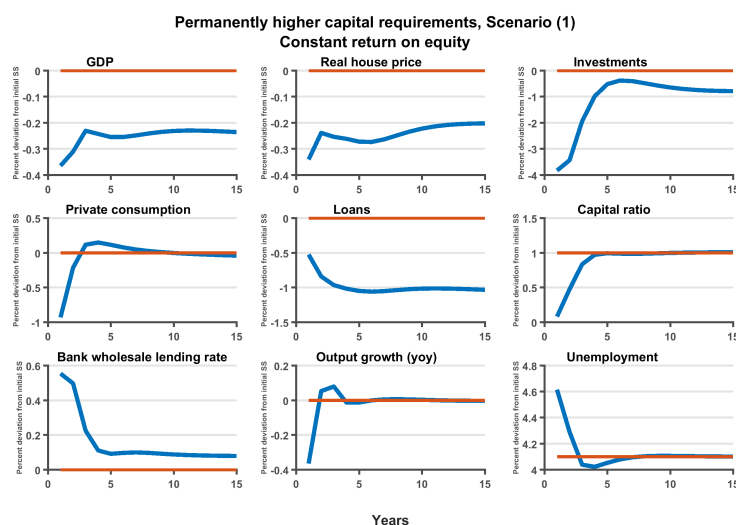 Permanently higher capital requirements, Scenario (1)
Constant return on equity
GDP
Percent deviation from initial SS
0
-0.1
-0.2
-0.3
-0.4
0 5 10 15
Real house price
Percent deviation from initial SS
0
-0.1
-0.2
-0.3
-0.4
0 5 10 15
Investments
Percent deviation from initial SS
0
-1
-2
-3
-4
0 5 10 15
Private consumption
Percent deviation from initial SS
0.5
0
-0.5
-1
0 5 10 15
Loans
Percent deviation from initial SS
0
-0.5
-1
-1.5
0 5 10 15
Capital ratio
Percent deviation from initial SS
1.5
1
0.5
0
0 5 10 15
Bank wholesale lending rate
Percent deviation from initial SS
0.6
0.4
0.2
0
0 5 10 15
Output growth (yoy)
Percent deviation from initial SS
0.2
0
-0.2
-0.4
0 5 10 15
Unemployment
Percent deviation from initial SS
4.8
4.6
4.4
4.2
4
0 5 10 15
Years